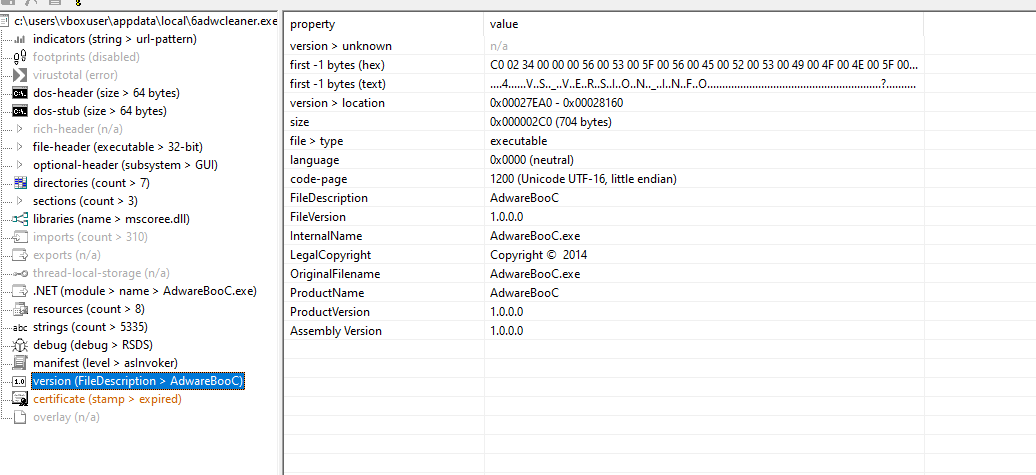 c:\users\vboxuser\appdata\local\6adwcleaner.exe
indicators (string > url-pattern)
footprints (disabled)
virustotal (error)
dos-header (size > 64 bytes)
dos-stub (size > 64 bytes)
rich-header (n/a)
file-header (executable > 32-bit)
optional-header (subsystem > GUI)
directories (count > 7)
sections (count > 3)
libraries (name > mscoree.dll)
imports (count > 310)
exports (n/a)
thread-local-storage (n/a)
.NET (module > name > AdwareBooC.exe)
resources (count > 8)
abc strings (count > 5335)
debug (debug > RSDS)
manifest (level > asInvoker)
1.0 version (FileDescription > AdwareBooC)
certificate (stamp > expired)
overlay (n/a)
property value
version > unknown n/a
first -1 bytes (hex) C0 02 34 00 00 00 56 00 53 00 5F 00 56 00 45 00 52 00 53 00 49 00 4F 00 4E 00 5F 00...
first -1 bytes (text) ....4......V..S.._..V..E..R..S..I..O..N.._..I..N..F..O..............................................................?...........
version > location 0x00027EA0 - 0x00028160
size 0x000002C0 (704 bytes)
file > type executable
language 0x0000 (neutral)
code-page 1200 (Unicode UTF-16, little endian)
FileDescription AdwareBooC
FileVersion 1.0.0.0
InternalName AdwareBooC.exe
LegalCopyright Copyright © 2014
OriginalFilename AdwareBooC.exe
ProductName AdwareBooC
ProductVersion 1.0.0.0
Assembly Version 1.0.0.0